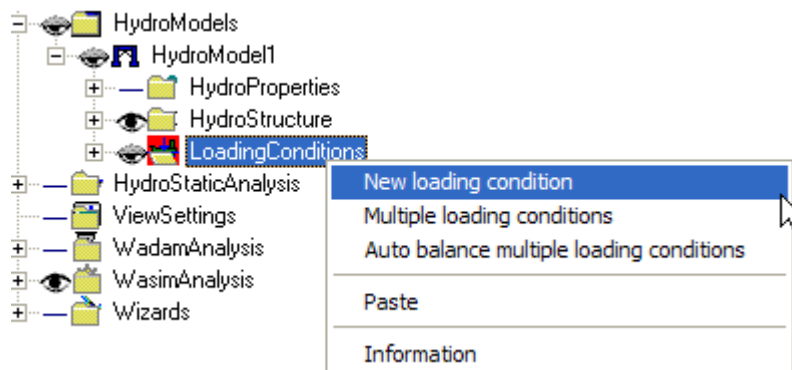 HydroModels
HydroModel1
HydroProperties
HydroStructure
LoadingConditions
HydroStaticAnalysis
ViewSettings
WadamAnalysis
WasimAnalysis
Wizards
New loading condition
Multiple loading conditions
Auto balance multiple loading conditions
Paste
Information